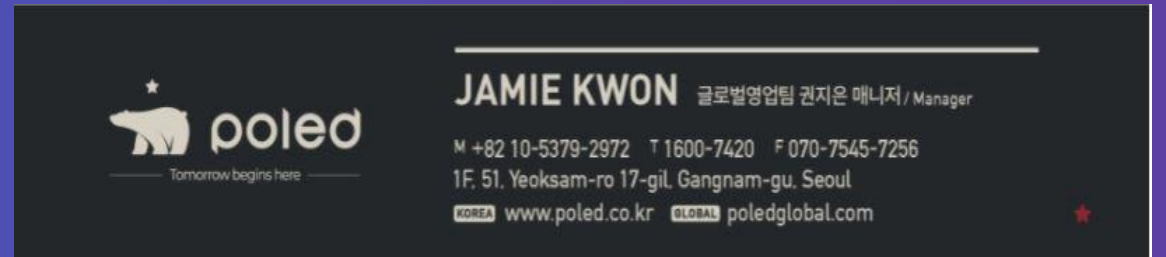 poled
Tomorrow begins here
JAMIE KWON 글로벌영업팀 권지은 매니저 / Manager
M +82 10-5379-2972 T 1600-7420 F 070-7545-7256
1F, 51, Yeoksam-ro 17-gil, Gangnam-gu, Seoul
KOREA www.poled.co.kr GLOBAL poledglobal.com